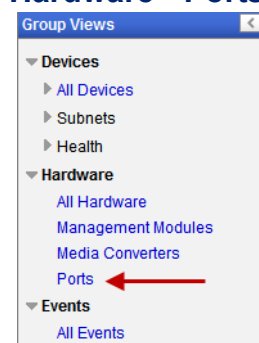 Hardware - Ports
Group Views
Devices
All Devices
Subnets
Health
Hardware
All Hardware
Management Modules
Media Converters
Ports
Events
All Events